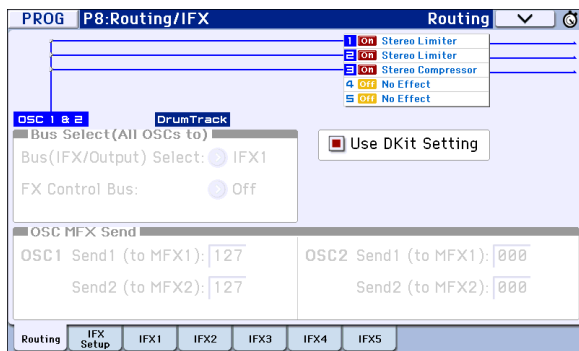 PROG P8:Routing/IFX Routing
1 On Stereo Limiter
2 On Stereo Limiter
3 On Stereo Compressor
4 Off No Effect
5 Off No Effect
OSC 1 & 2 DrumTrack
Bus Select(All OSCs to)
Bus(IFX/Output) Select: IFX1
FX Control Bus: Off
Use DKit Setting
OSC MFX Send
OSC1 Send1 (to MFX1): 127 OSC2 Send1 (to MFX1): 000
Send2 (to MFX2): 127 Send2 (to MFX2): 000
Routing IFX Setup IFX1 IFX2 IFX3 IFX4 IFX5